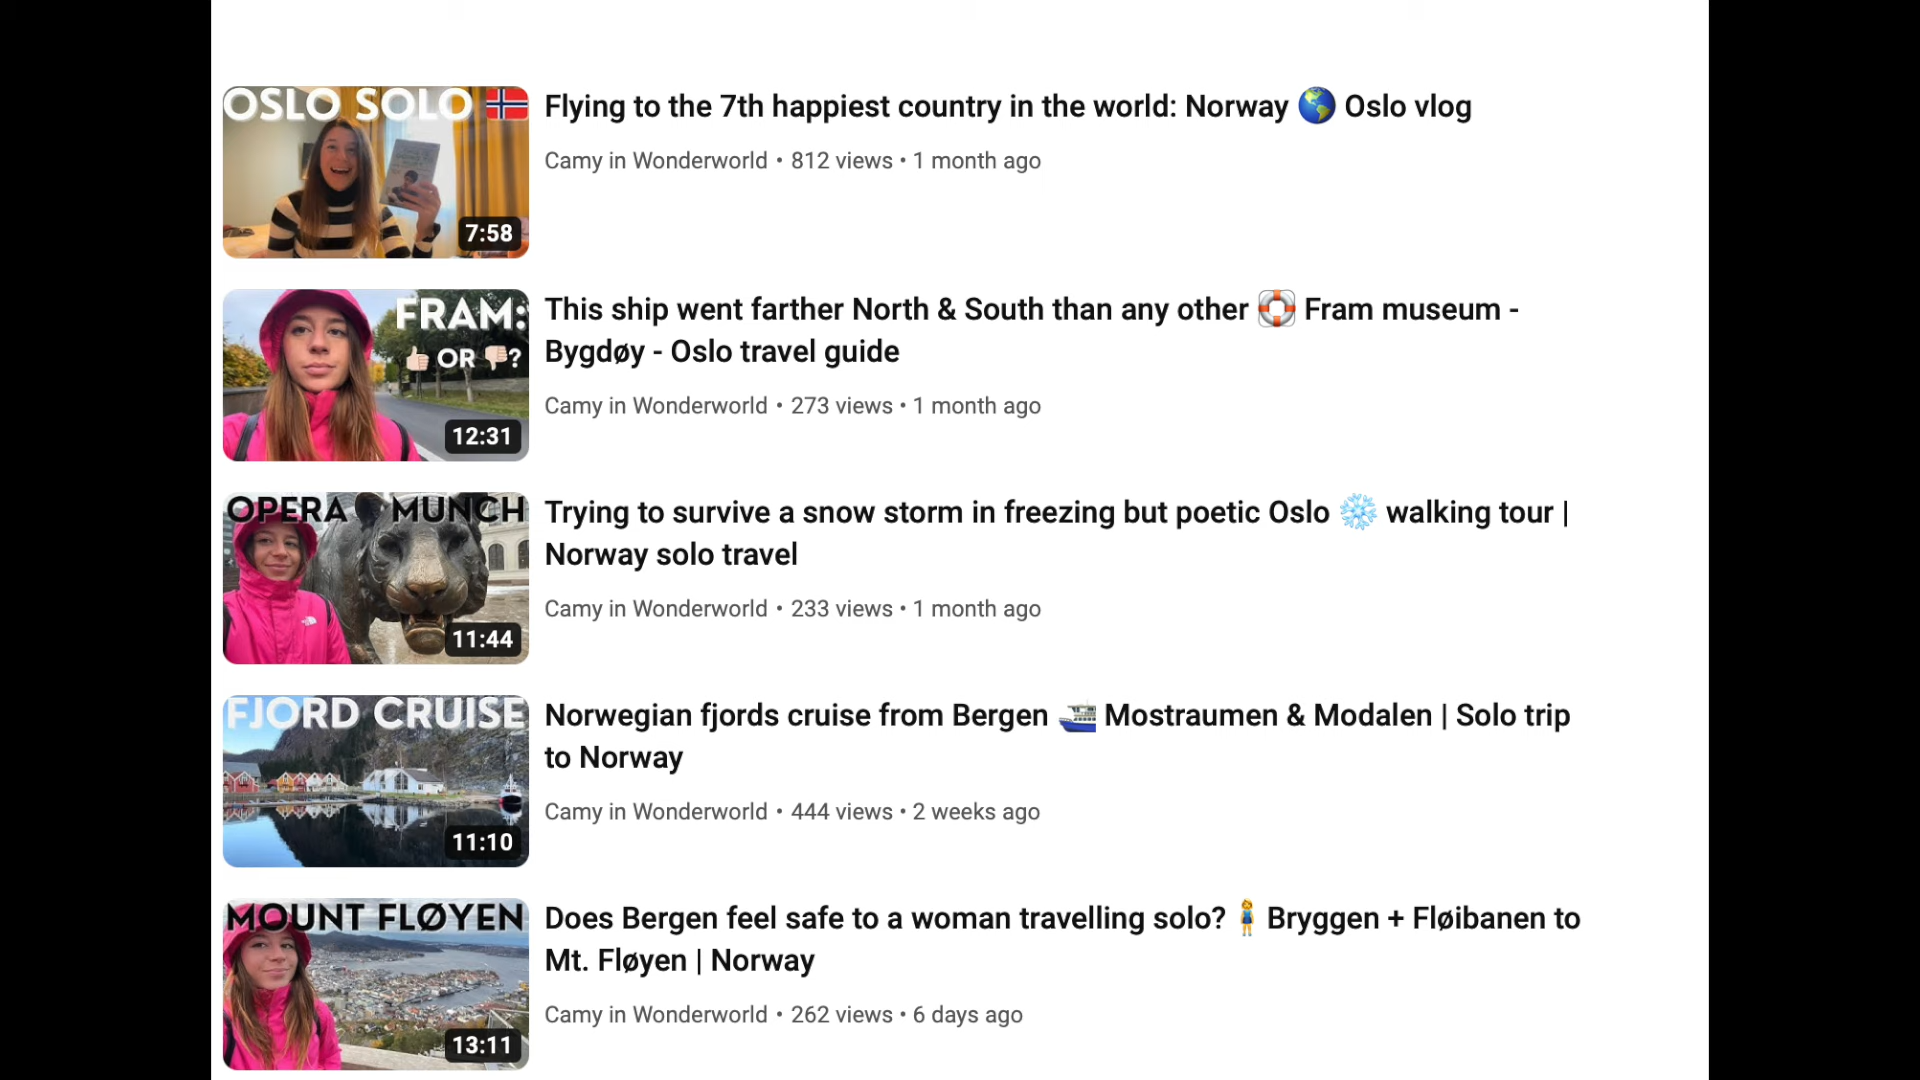 OSLO SOLO 🇳🇴
7:58
Flying to the 7th happiest country in the world: Norway 🌎 Oslo vlog
Camy in Wonderworld • 812 views • 1 month ago
FRAM:
👍🏻 OR 👎🏻?
12:31
This ship went farther North & South than any other 🛟 Fram museum -
Bygdøy - Oslo travel guide
Camy in Wonderworld • 273 views • 1 month ago
OPERA MUNCH
11:44
Trying to survive a snow storm in freezing but poetic Oslo ❄️ walking tour |
Norway solo travel
Camy in Wonderworld • 233 views • 1 month ago
FJORD CRUISE
11:10
Norwegian fjords cruise from Bergen 🛥️ Mostraumen & Modalen | Solo trip
to Norway
Camy in Wonderworld • 444 views • 2 weeks ago
MOUNT FLØYEN
13:11
Does Bergen feel safe to a woman travelling solo? 🧍‍♀️ Bryggen + Fløibanen to
Mt. Fløyen | Norway
Camy in Wonderworld • 262 views • 6 days ago